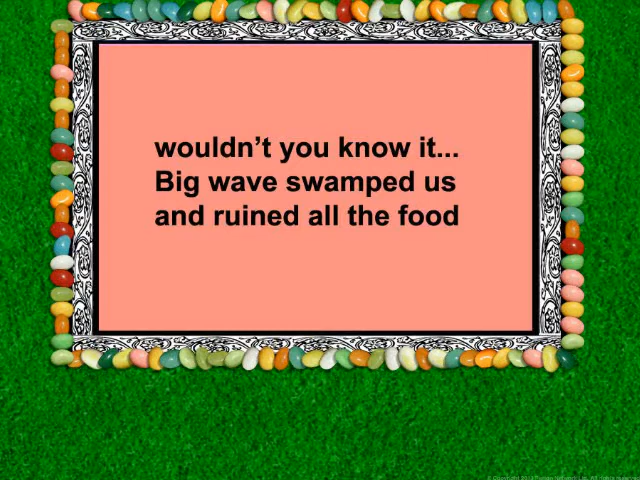 wouldn’t you know it...
Big wave swamped us
and ruined all the food